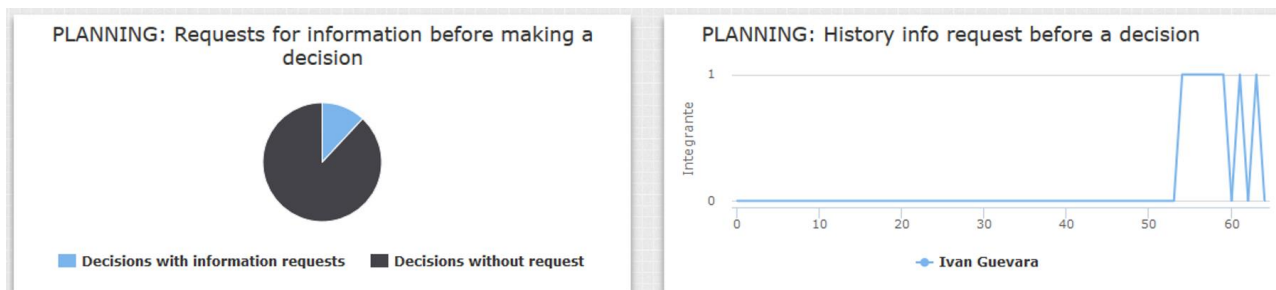 PLANNING: Requests for information before making a
decision
Decisions with information requests
Decisions without request
PLANNING: History info request before a decision
1
Integrante
0
0 10 20 30 40 50 60
Ivan Guevara